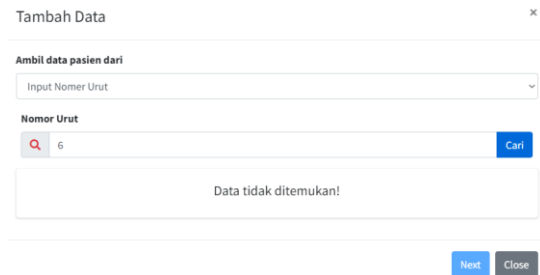 Tambah Data ×
Ambil data pasien dari
Input Nomer Urut
Nomor Urut
6 Cari
Data tidak ditemukan!
Next Close